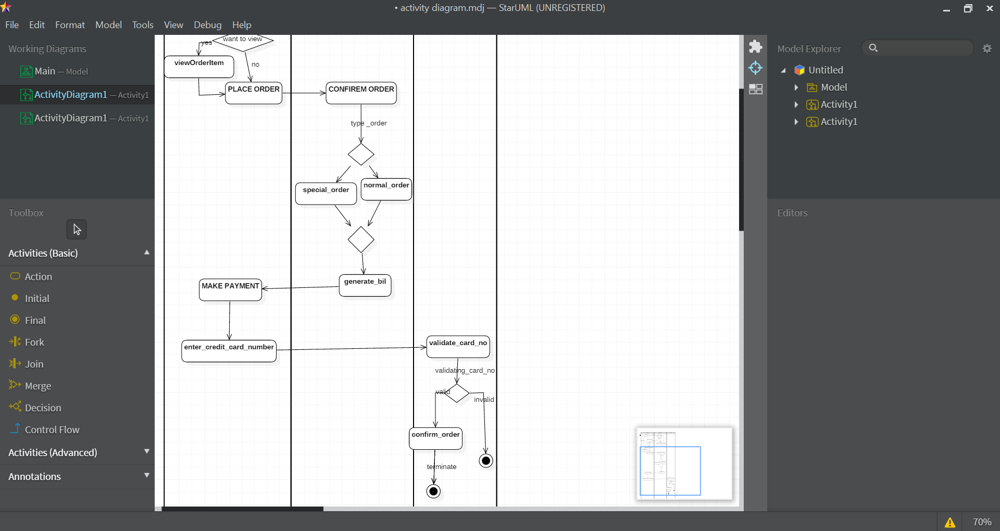 • activity diagram.mdj — StarUML (UNREGISTERED)
File Edit Format Model Tools View Debug Help
Working Diagrams
Main — Model
ActivityDiagram1 — Activity1
ActivityDiagram1 — Activity1
Toolbox
Activities (Basic)
Action
Initial
Final
Fork
Join
Merge
Decision
Control Flow
Activities (Advanced)
Annotations
want to view
yes
viewOrderItem
no
PLACE ORDER
CONFIREM ORDER
type _order
special_order
normal_order
generate_bil
MAKE PAYMENT
enter_credit_card_number
validate_card_no
validating_card_no
valid
invalid
confirm_order
terminate
Model Explorer
Untitled
Model
Activity1
Activity1
Editors
70%